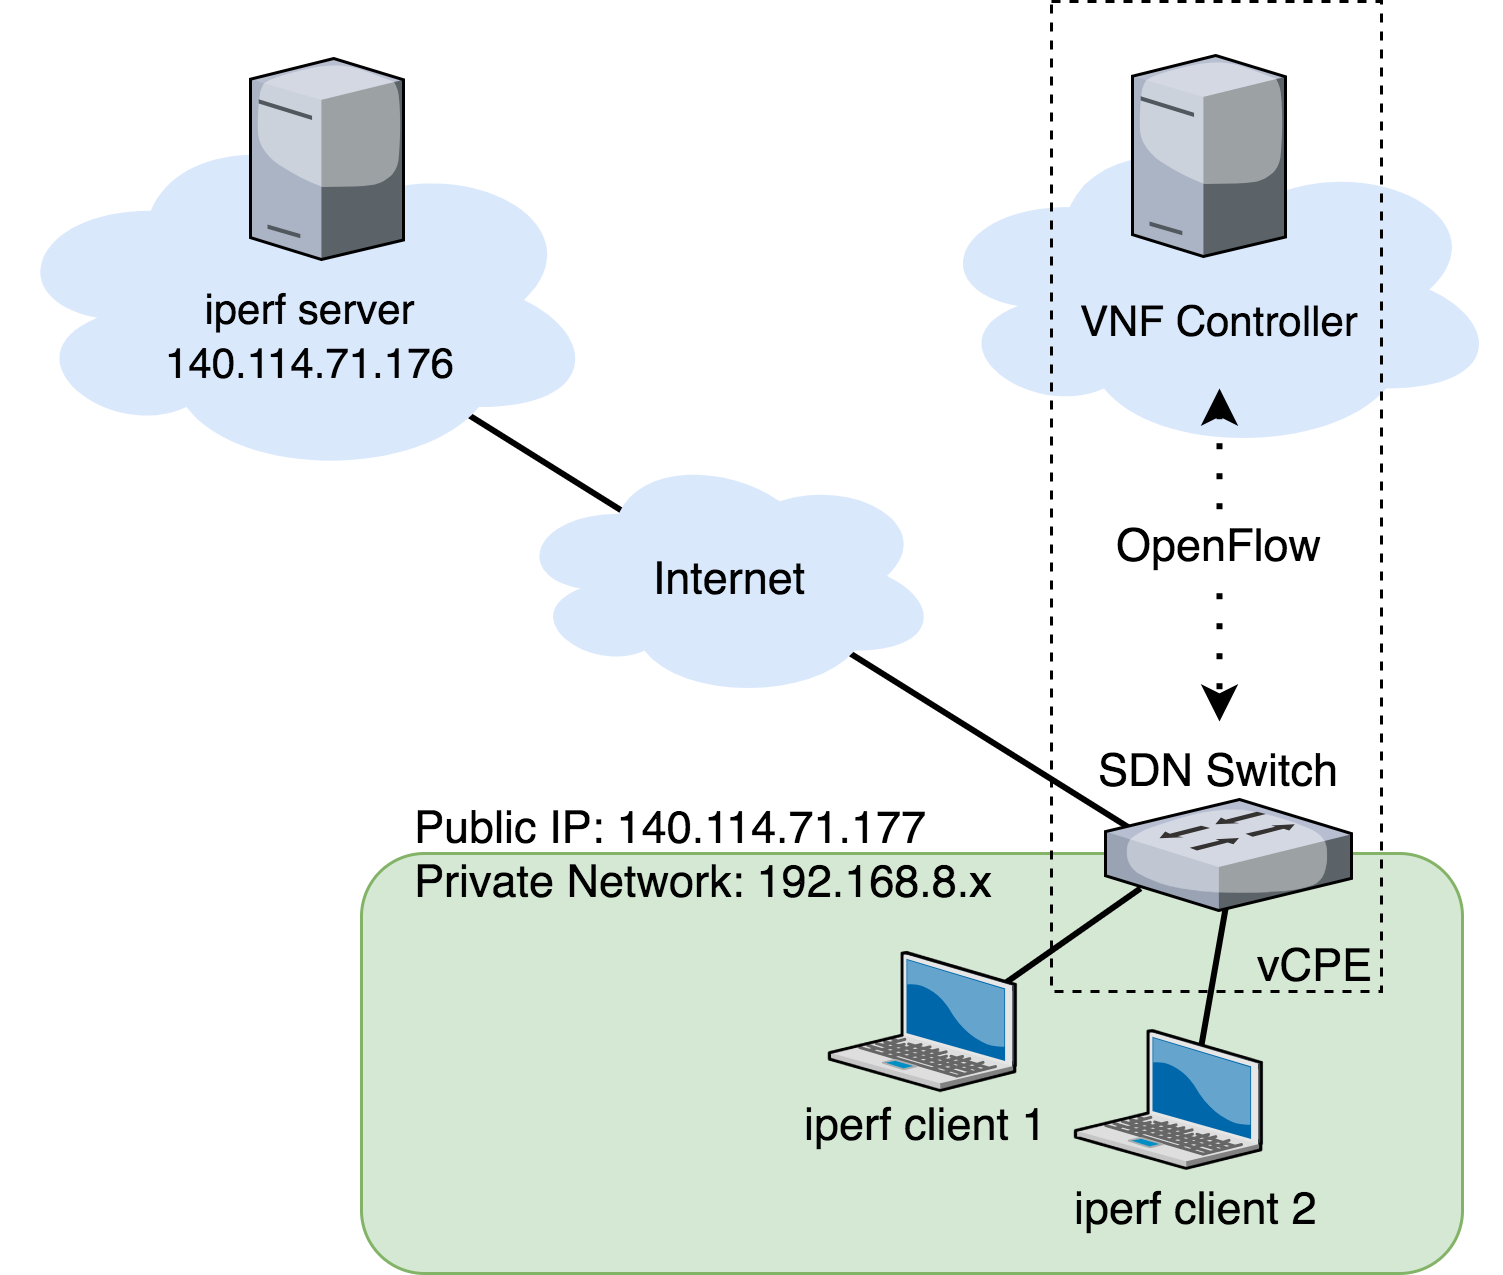 iperf server
140.114.71.176
VNF Controller
OpenFlow
Internet
SDN Switch
Public IP: 140.114.71.177
Private Network: 192.168.8.x
vCPE
iperf client 1
iperf client 2